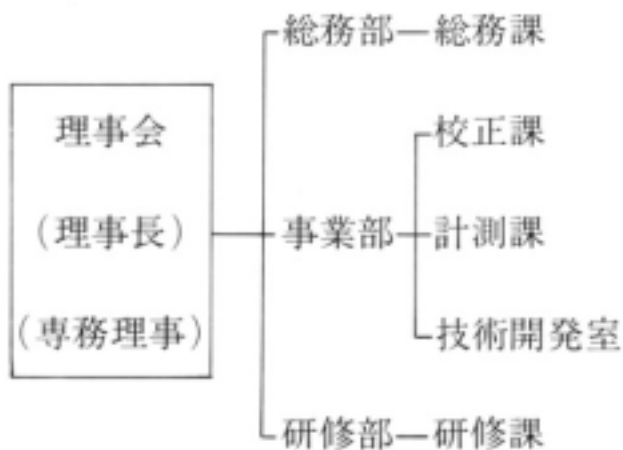 総務部―総務課
理事会
校正課
(理事長)
事業部
計測課
(専務理事)
技術開発室
研修部―研修課